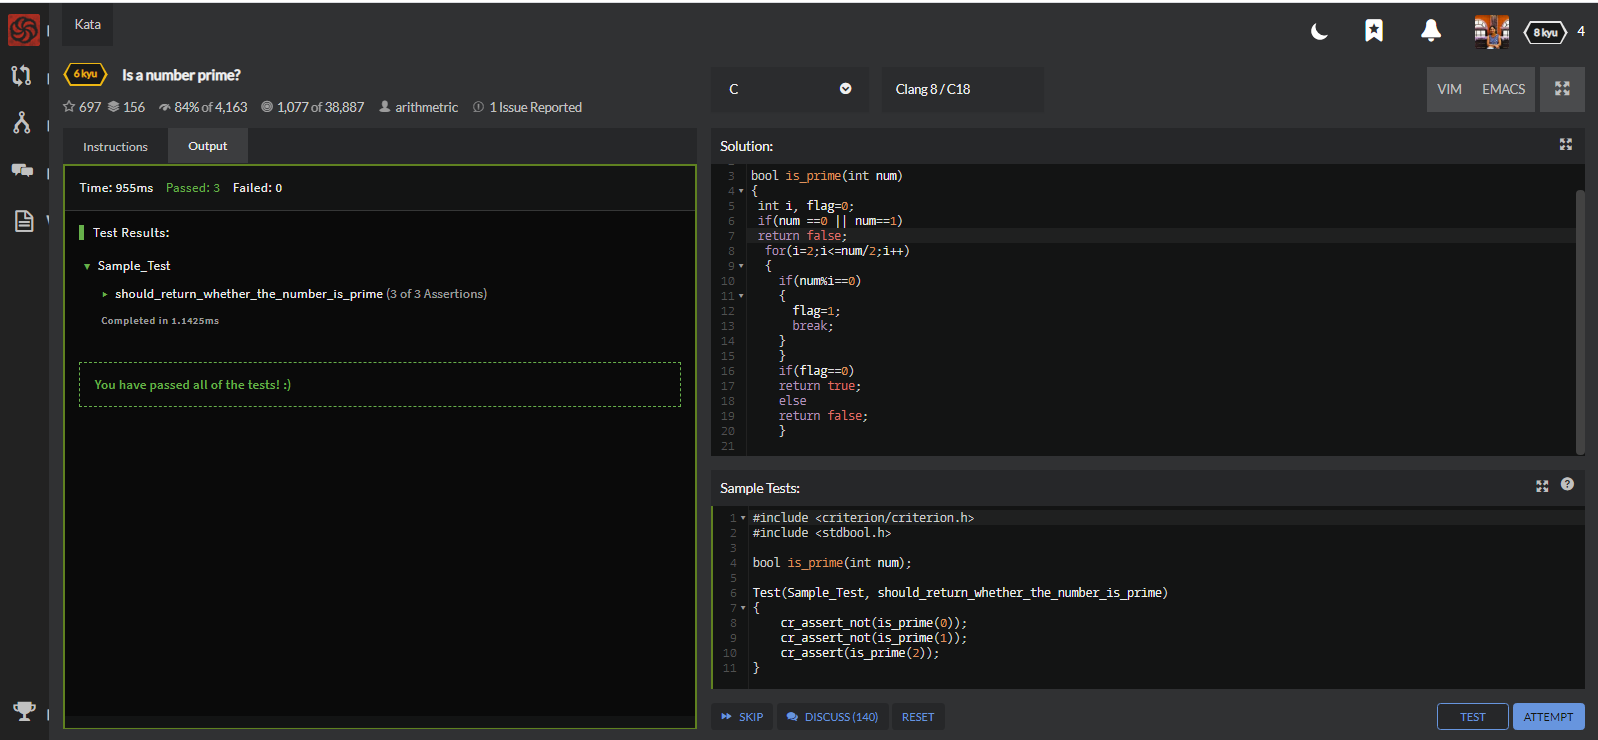 Kata
8 kyu 4
6 kyu Is a number prime?
697 156 84% of 4,163 1,077 of 38,887 arithmetric 1 Issue Reported
C
Clang 8 / C18
VIM EMACS
Instructions Output
Time: 955ms Passed: 3 Failed: 0
Test Results:
Sample_Test
should_return_whether_the_number_is_prime (3 of 3 Assertions)
Completed in 1.1425ms
You have passed all of the tests! :)
Solution:
3 bool is_prime(int num)
4 {
5 int i, flag=0;
6 if(num ==0 || num==1)
7 return false;
8 for(i=2;i<=num/2;i++)
9 {
10 if(num%i==0)
11 {
12 flag=1;
13 break;
14 }
15 }
16 if(flag==0)
17 return true;
18 else
19 return false;
20 }
21
Sample Tests:
1 #include <criterion/criterion.h>
2 #include <stdbool.h>
3
4 bool is_prime(int num);
5
6 Test(Sample_Test, should_return_whether_the_number_is_prime)
7 {
8 cr_assert_not(is_prime(0));
9 cr_assert_not(is_prime(1));
10 cr_assert(is_prime(2));
11 }
SKIP DISCUSS (140) RESET
TEST ATTEMPT